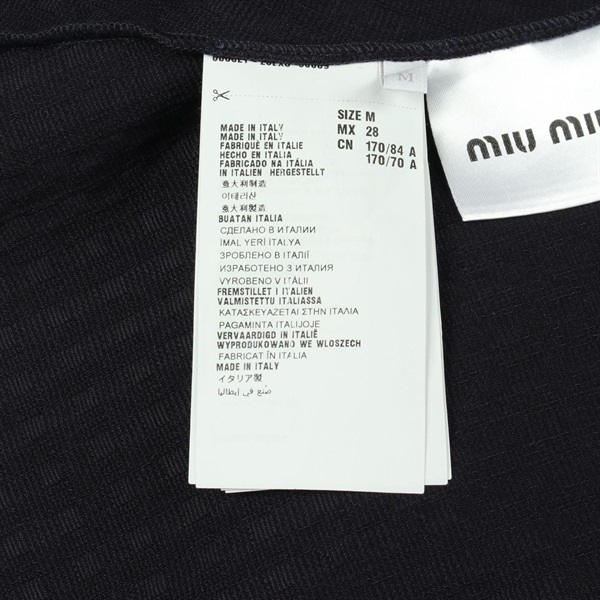 M
miu mi
SIZE M
MX 28
CN 170/84 A
170/70 A
MADE IN ITALY
MADE IN ITALY
FABRIQUÉ EN ITALIE
HECHO EN ITALIA
FABRICADO NA ITÁLIA
IN ITALIEN HERGESTELLT
意大利制造
이태리산
意大利製造
BUATAN ITALIA
СДЕЛАНО В ИТАЛИИ
İMAL YERİ İTALYA
ЗРОБЛЕНО В ІТАЛІЇ
ИЗРАБОТЕНО З ИТАЛИЯ
VYROBENO V ITÁLII
FREMSTILLET I ITALIEN
VALMISTETTU ITALIASSA
ΚΑΤΑΣΚΕΥΑΖΕΤΑΙ ΣΤΗΝ ΙΤΑΛΙΑ
PAGAMINTA ITALIJOJE
VERVAARDIGD IN ITALIË
WYPRODUKOWANO WE WLOSZECH
FABRICAT ÎN ITALIA
MADE IN ITALY
イタリア製
صُنع في إيطاليا